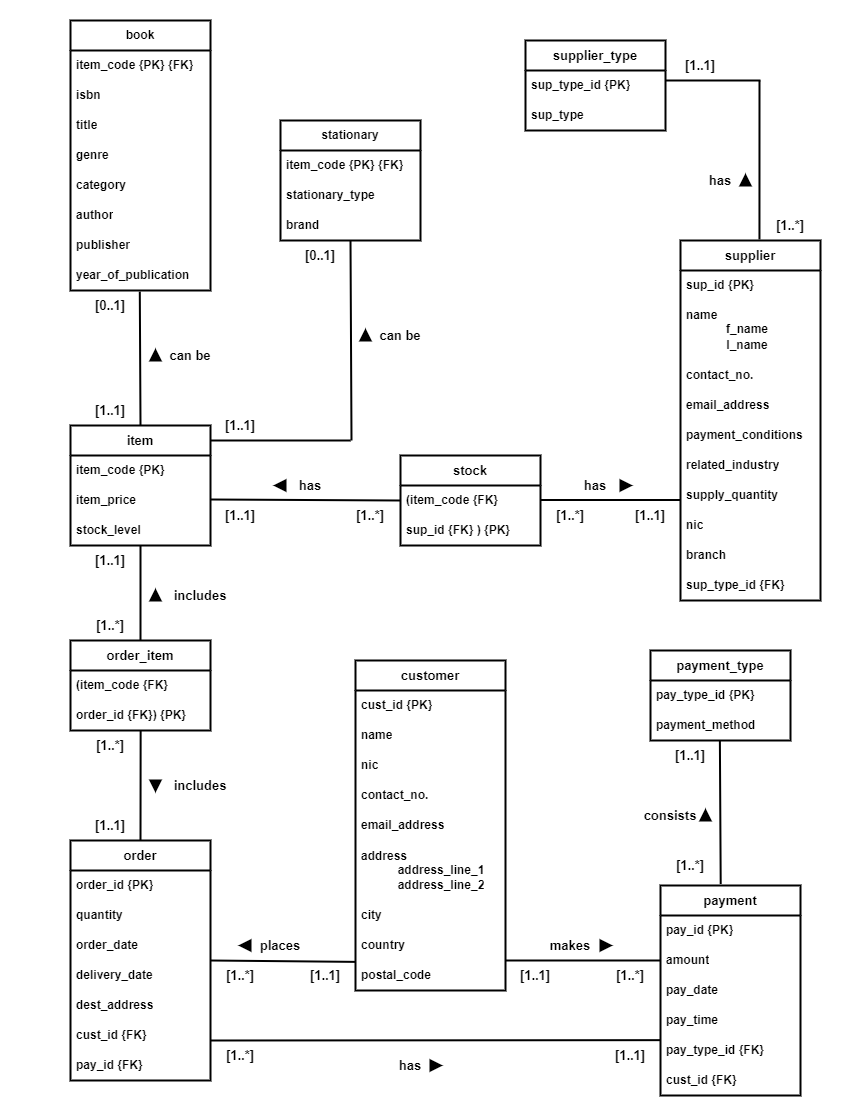 book
item_code {PK} {FK}
isbn
title
genre
category
author
publisher
year_of_publication
[0..1]
can be
[1..1]
stationary
item_code {PK} {FK}
stationary_type
brand
[0..1]
can be
[1..1]
supplier_type
sup_type_id {PK}
sup_type
[1..1]
has
[1..*]
supplier
sup_id {PK}
name
f_name
l_name
contact_no.
email_address
payment_conditions
related_industry
supply_quantity
nic
branch
sup_type_id {FK}
item
item_code {PK}
item_price
stock_level
has
[1..1]
[1..*]
stock
(item_code {FK}
sup_id {FK} ) {PK}
has
[1..*]
[1..1]
[1..1]
includes
[1..*]
order_item
(item_code {FK}
order_id {FK}) {PK}
[1..*]
includes
[1..1]
order
order_id {PK}
quantity
order_date
delivery_date
dest_address
cust_id {FK}
pay_id {FK}
places
[1..*]
[1..1]
customer
cust_id {PK}
name
nic
contact_no.
email_address
address
address_line_1
address_line_2
city
country
postal_code
makes
[1..1]
[1..*]
payment_type
pay_type_id {PK}
payment_method
[1..1]
consists
[1..*]
payment
pay_id {PK}
amount
pay_date
pay_time
pay_type_id {FK}
cust_id {FK}
[1..*]
has
[1..1]